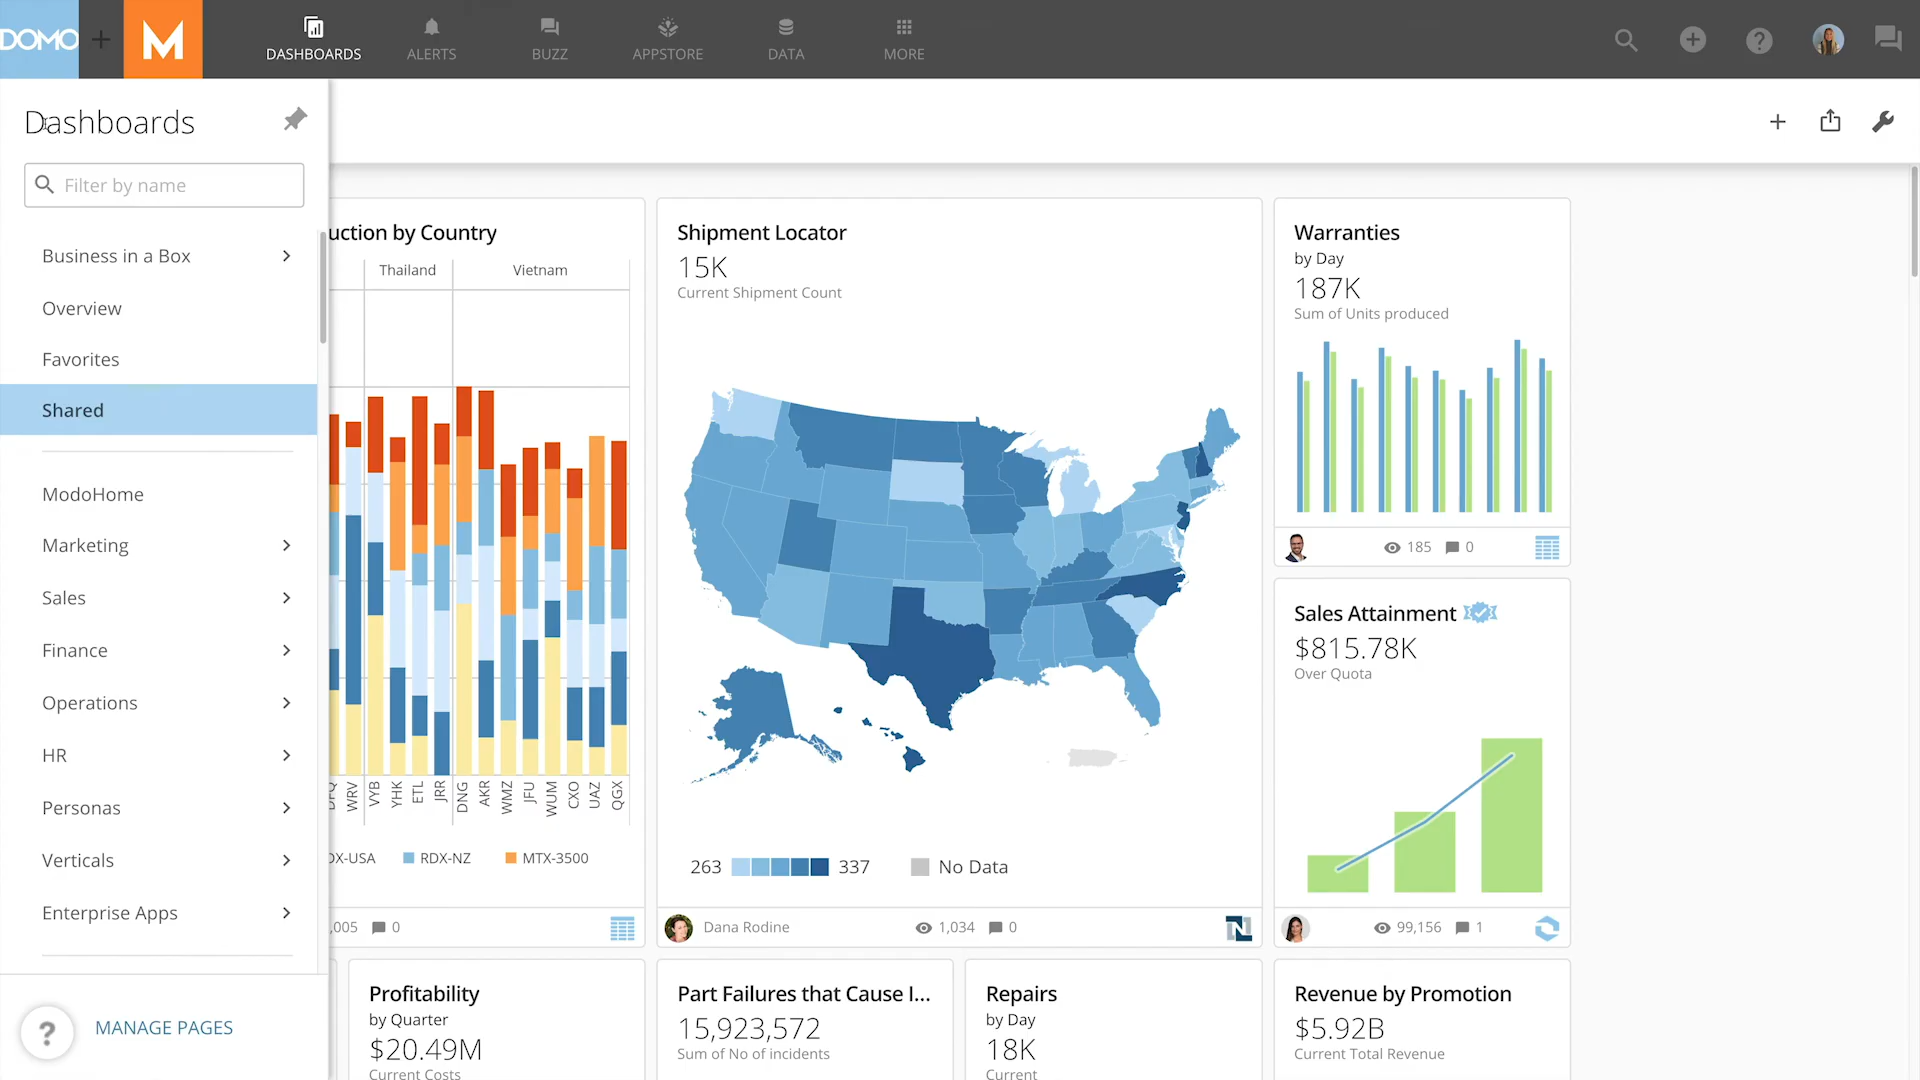 DOMO
M
DASHBOARDS
ALERTS
BUZZ
APPSTORE
DATA
MORE
Dashboards
Filter by name
Business in a Box
Overview
Favorites
Shared
ModoHome
Marketing
Sales
Finance
Operations
HR
Personas
Verticals
Enterprise Apps
? MANAGE PAGES
uction by Country
Thailand Vietnam
WRV VYB YHK ETL JRR DNG AKR WMZ JFU WUM CXO UAZ QGX
DX-USA RDX-NZ MTX-3500
,005 0
Shipment Locator
15K
Current Shipment Count
263 337 No Data
Dana Rodine 1,034 0
N
Warranties
by Day
187K
Sum of Units produced
185 0
Sales Attainment
$815.78K
Over Quota
99,156 1
Profitability
by Quarter
$20.49M
Current Costs
Part Failures that Cause I...
15,923,572
Sum of No of incidents
Repairs
by Day
18K
Current
Revenue by Promotion
$5.92B
Current Total Revenue